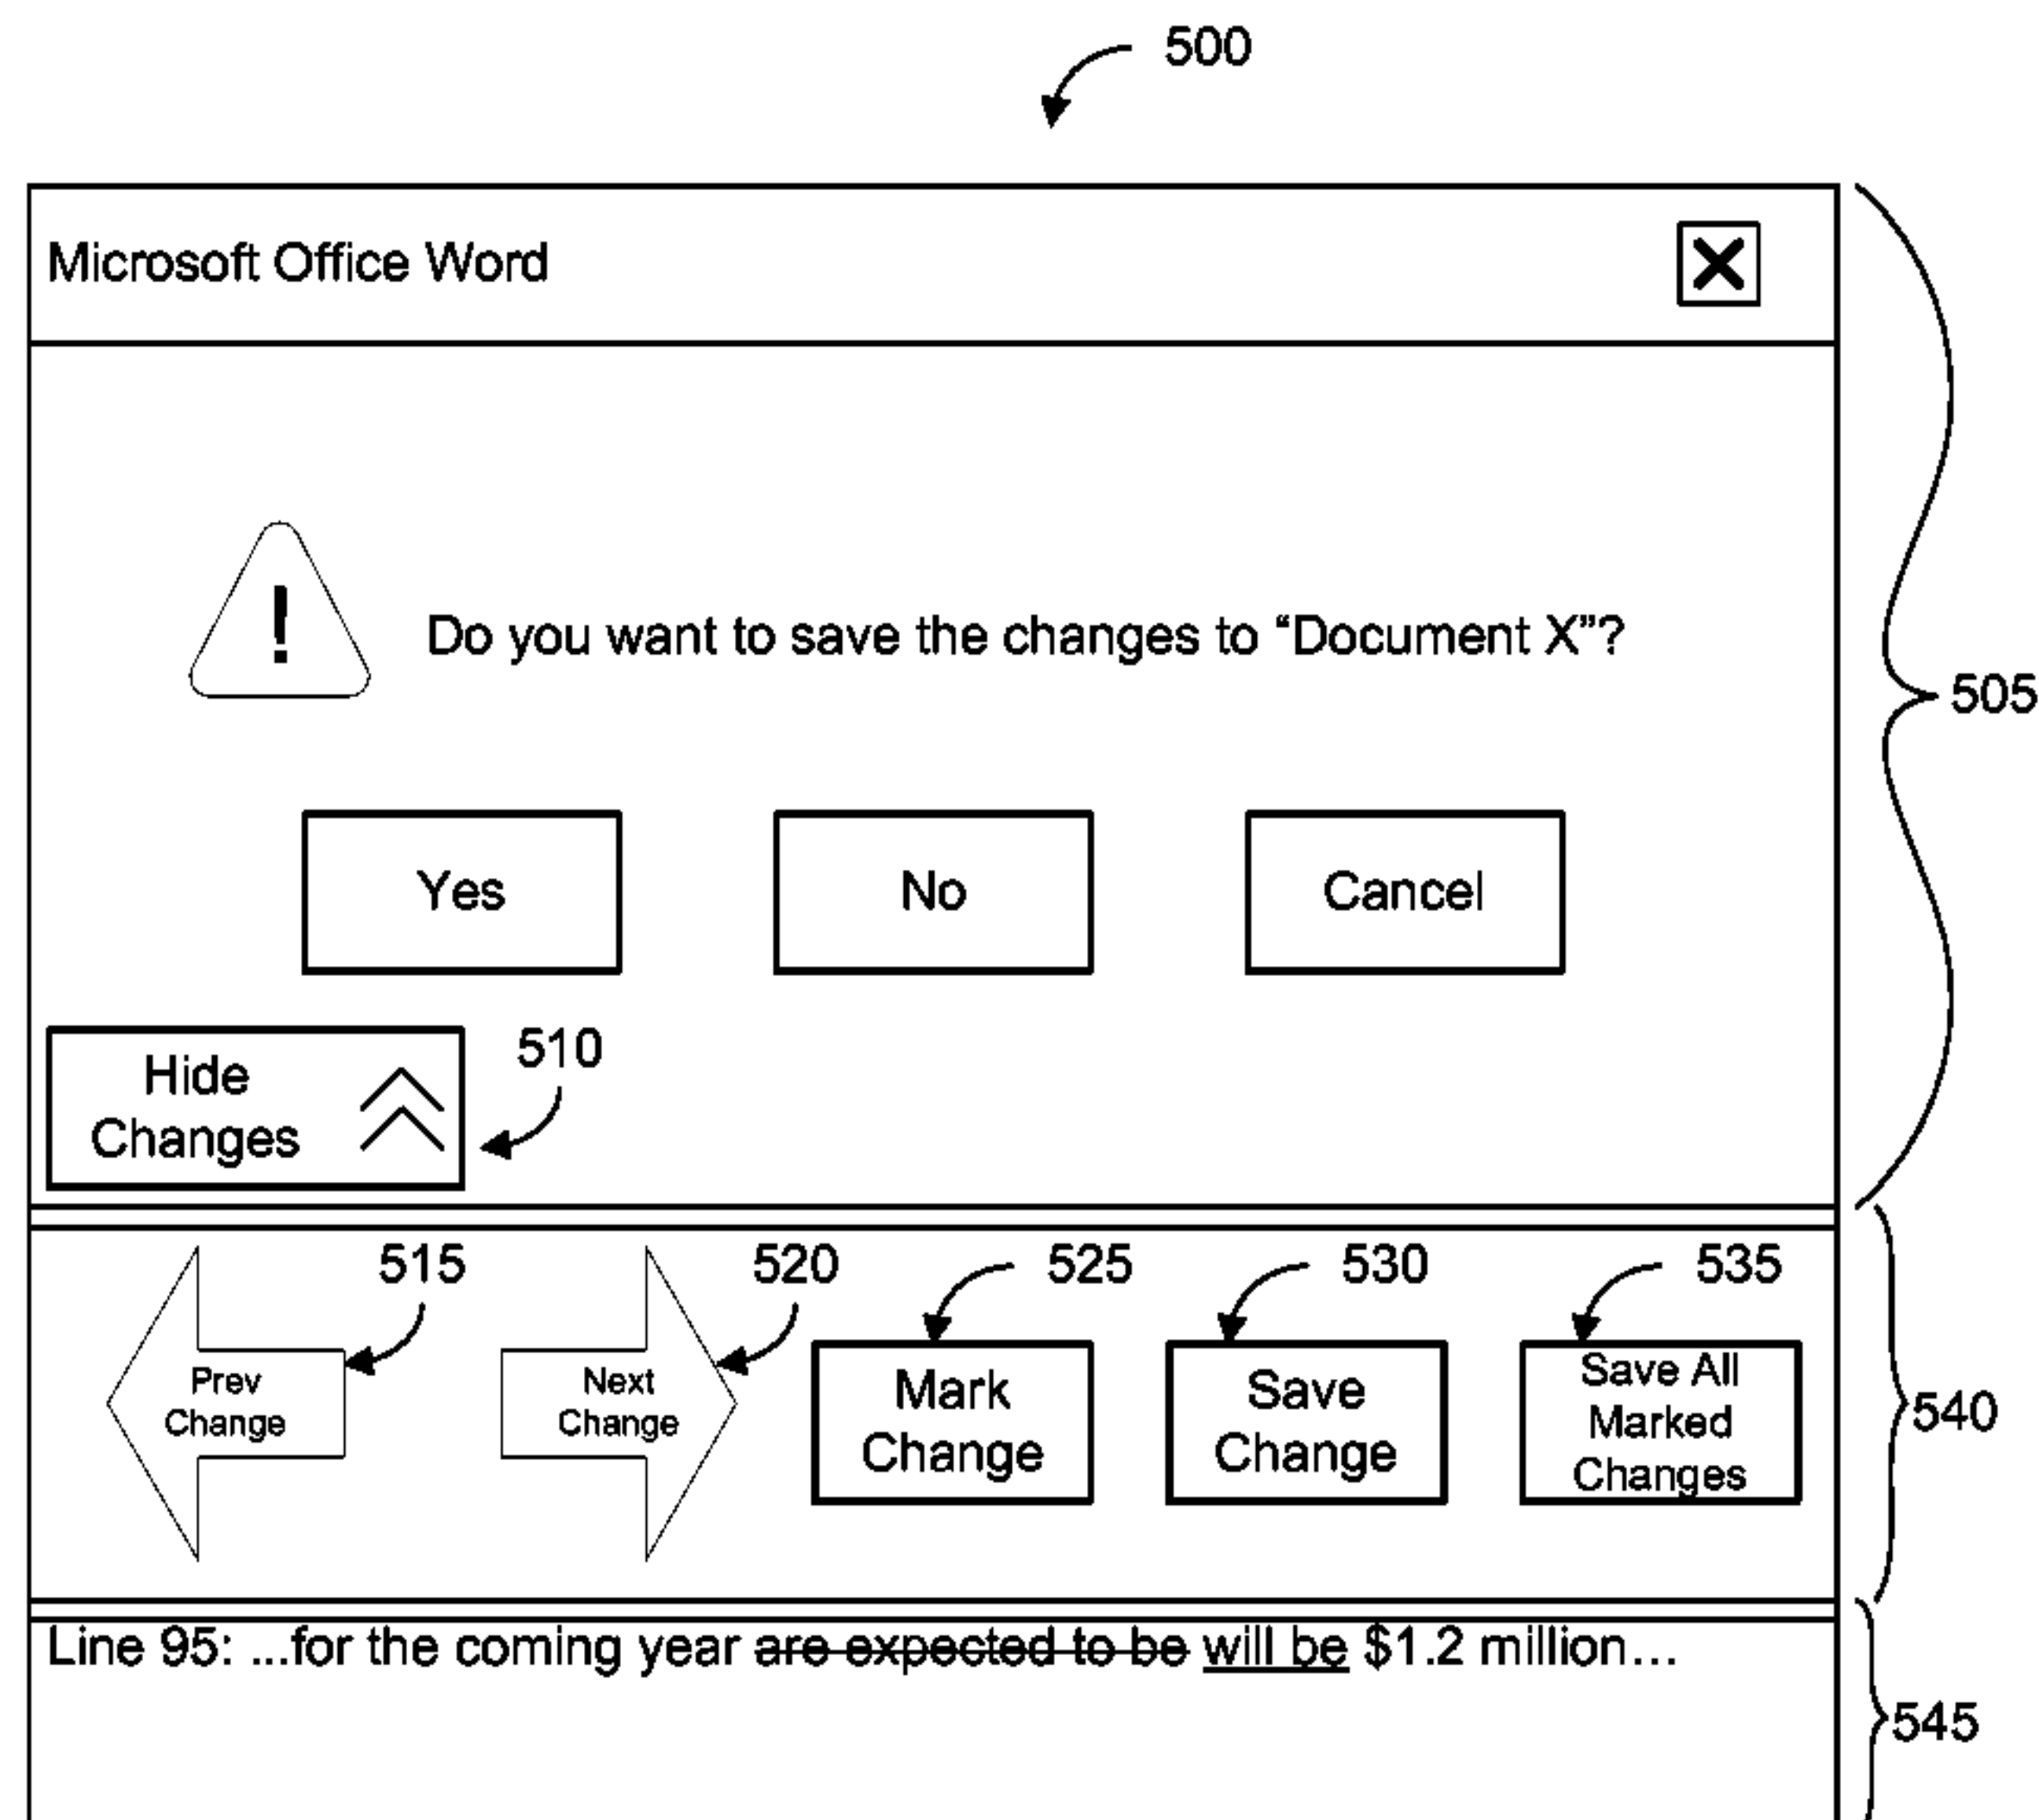 500
Microsoft Office Word
!
Do you want to save the changes to “Document X”?
505
Yes
No
Cancel
Hide
Changes
510
515
520
525
530
535
Prev
Change
Next
Change
Mark
Change
Save
Change
Save All
Marked
Changes
540
Line 95: ...for the coming year are expected to be will be $1.2 million...
545